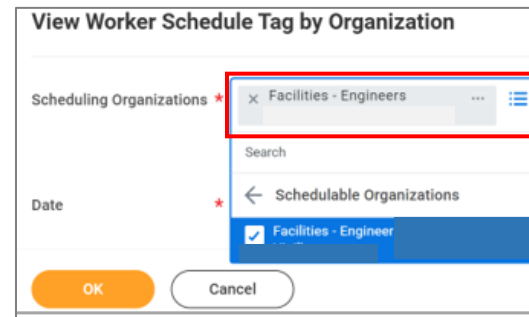 View Worker Schedule Tag by Organization
Scheduling Organizations *
× Facilities - Engineers ...
Search
← Schedulable Organizations
Date *
Facilities - Engineer
OK
Cancel